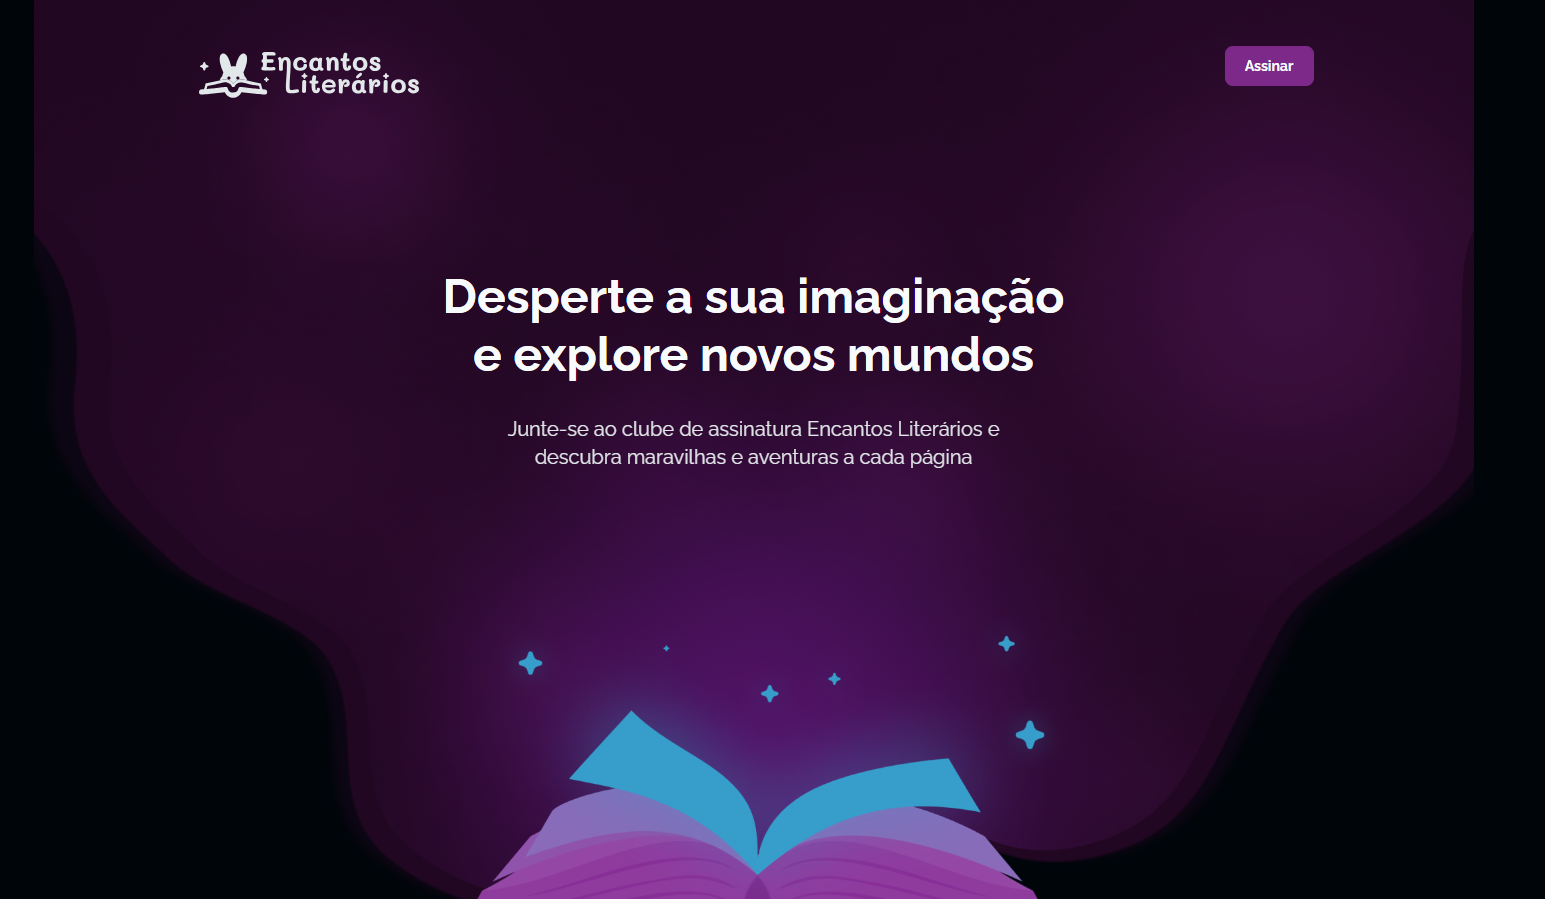 Encantos
Literários
Assinar
Desperte a sua imaginação
e explore novos mundos
Junte-se ao clube de assinatura Encantos Literários e
descubra maravilhas e aventuras a cada página